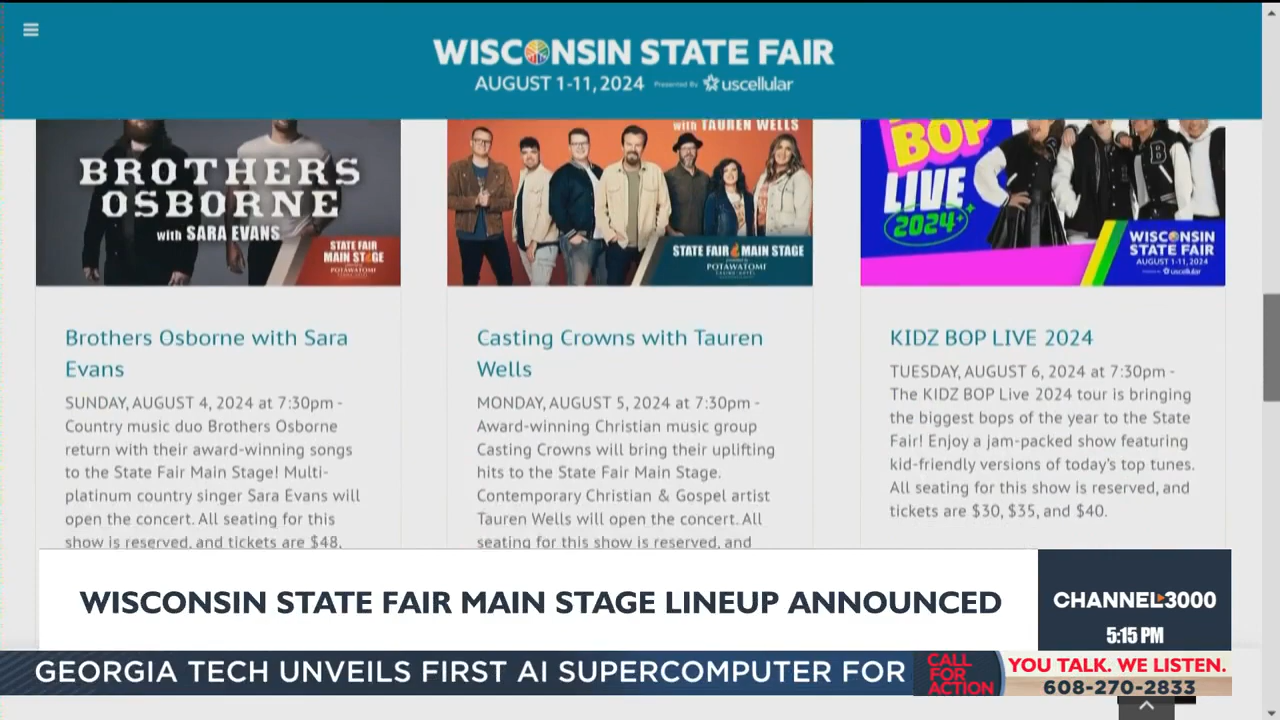 WISCONSIN STATE FAIR
AUGUST 1-11, 2024 Presented By uscellular
BROTHERS
OSBORNE
with SARA EVANS
STATE FAIR
MAIN STAGE
POTAWATOMI
with TAUREN WELLS
STATE FAIR MAIN STAGE
POTAWATOMI
BOP
LIVE
2024
B
WISCONSIN
STATE FAIR
AUGUST 1-11, 2024
uscellular
Brothers Osborne with Sara
Evans
SUNDAY, AUGUST 4, 2024 at 7:30pm -
Country music duo Brothers Osborne
return with their award-winning songs
to the State Fair Main Stage! Multi-
platinum country singer Sara Evans will
open the concert. All seating for this
show is reserved, and tickets are $48,
Casting Crowns with Tauren
Wells
MONDAY, AUGUST 5, 2024 at 7:30pm -
Award-winning Christian music group
Casting Crowns will bring their uplifting
hits to the State Fair Main Stage.
Contemporary Christian & Gospel artist
Tauren Wells will open the concert. All
seating for this show is reserved, and
KIDZ BOP LIVE 2024
TUESDAY, AUGUST 6, 2024 at 7:30pm -
The KIDZ BOP Live 2024 tour is bringing
the biggest bops of the year to the State
Fair! Enjoy a jam-packed show featuring
kid-friendly versions of today's top tunes.
All seating for this show is reserved, and
tickets are $30, $35, and $40.
WISCONSIN STATE FAIR MAIN STAGE LINEUP ANNOUNCED
CHANNEL3000
5:15 PM
GEORGIA TECH UNVEILS FIRST AI SUPERCOMPUTER FOR
CALL
FOR
ACTION
YOU TALK. WE LISTEN.
608-270-2833